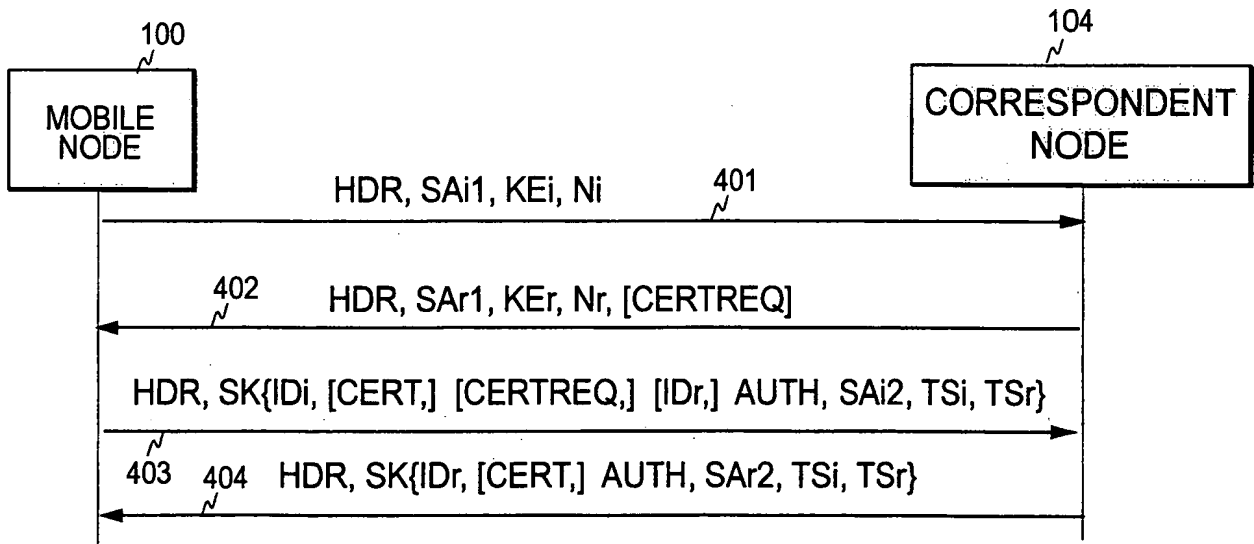 100
104
MOBILE
NODE
CORRESPONDENT
NODE
HDR, SAi1, KEi, Ni
401
402
HDR, SAr1, KEr, Nr, [CERTREQ]
HDR, SK{IDi, [CERT,] [CERTREQ,] [IDr,] AUTH, SAi2, TSi, TSr}
403
404
HDR, SK{IDr, [CERT,] AUTH, SAr2, TSi, TSr}